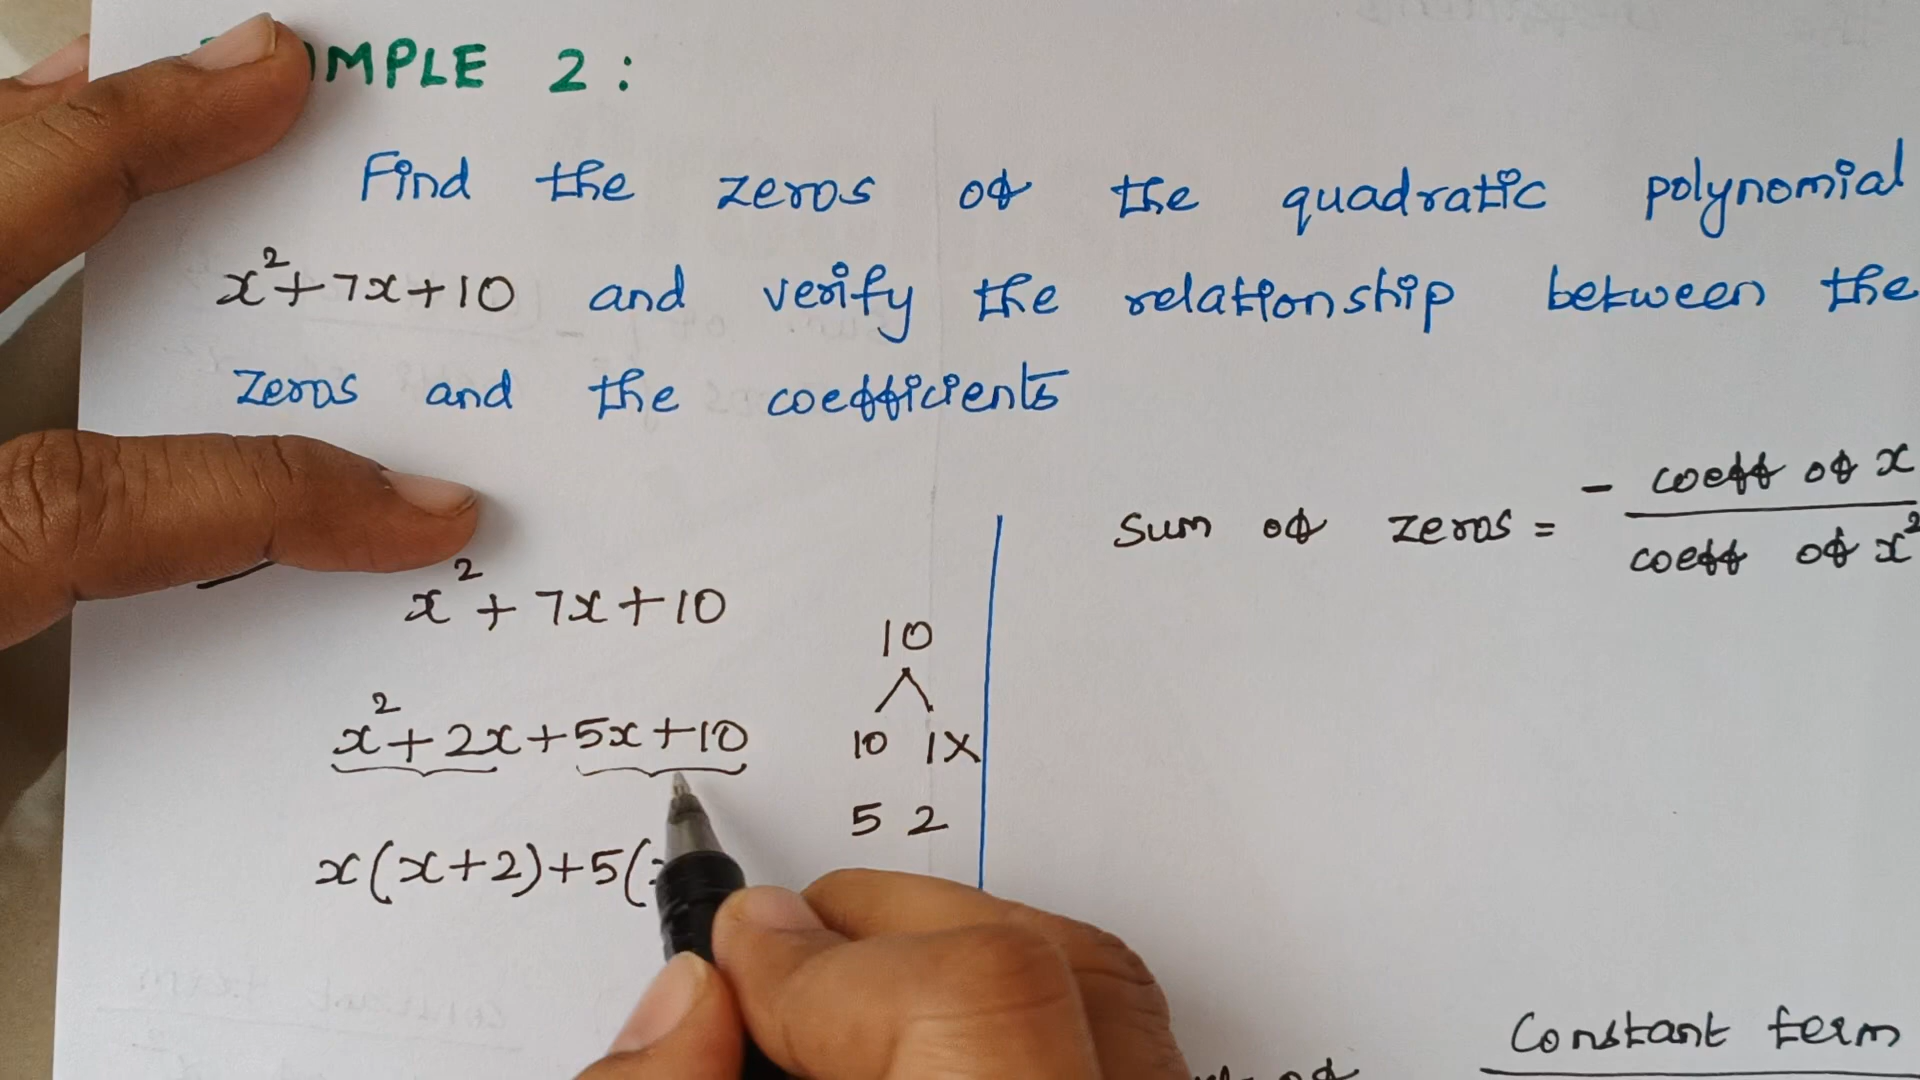 MPLE 2:
Find the zeros of the quadratic polynomial
x²+7x+10 and verify the relationship between the
zeros and the coefficients
x²+7x+10
x²+2x+5x+10
x(x+2)+5(
10
10 1X
5 2
Sum of zeros = - coeff of x
coeff of x²
Constant term